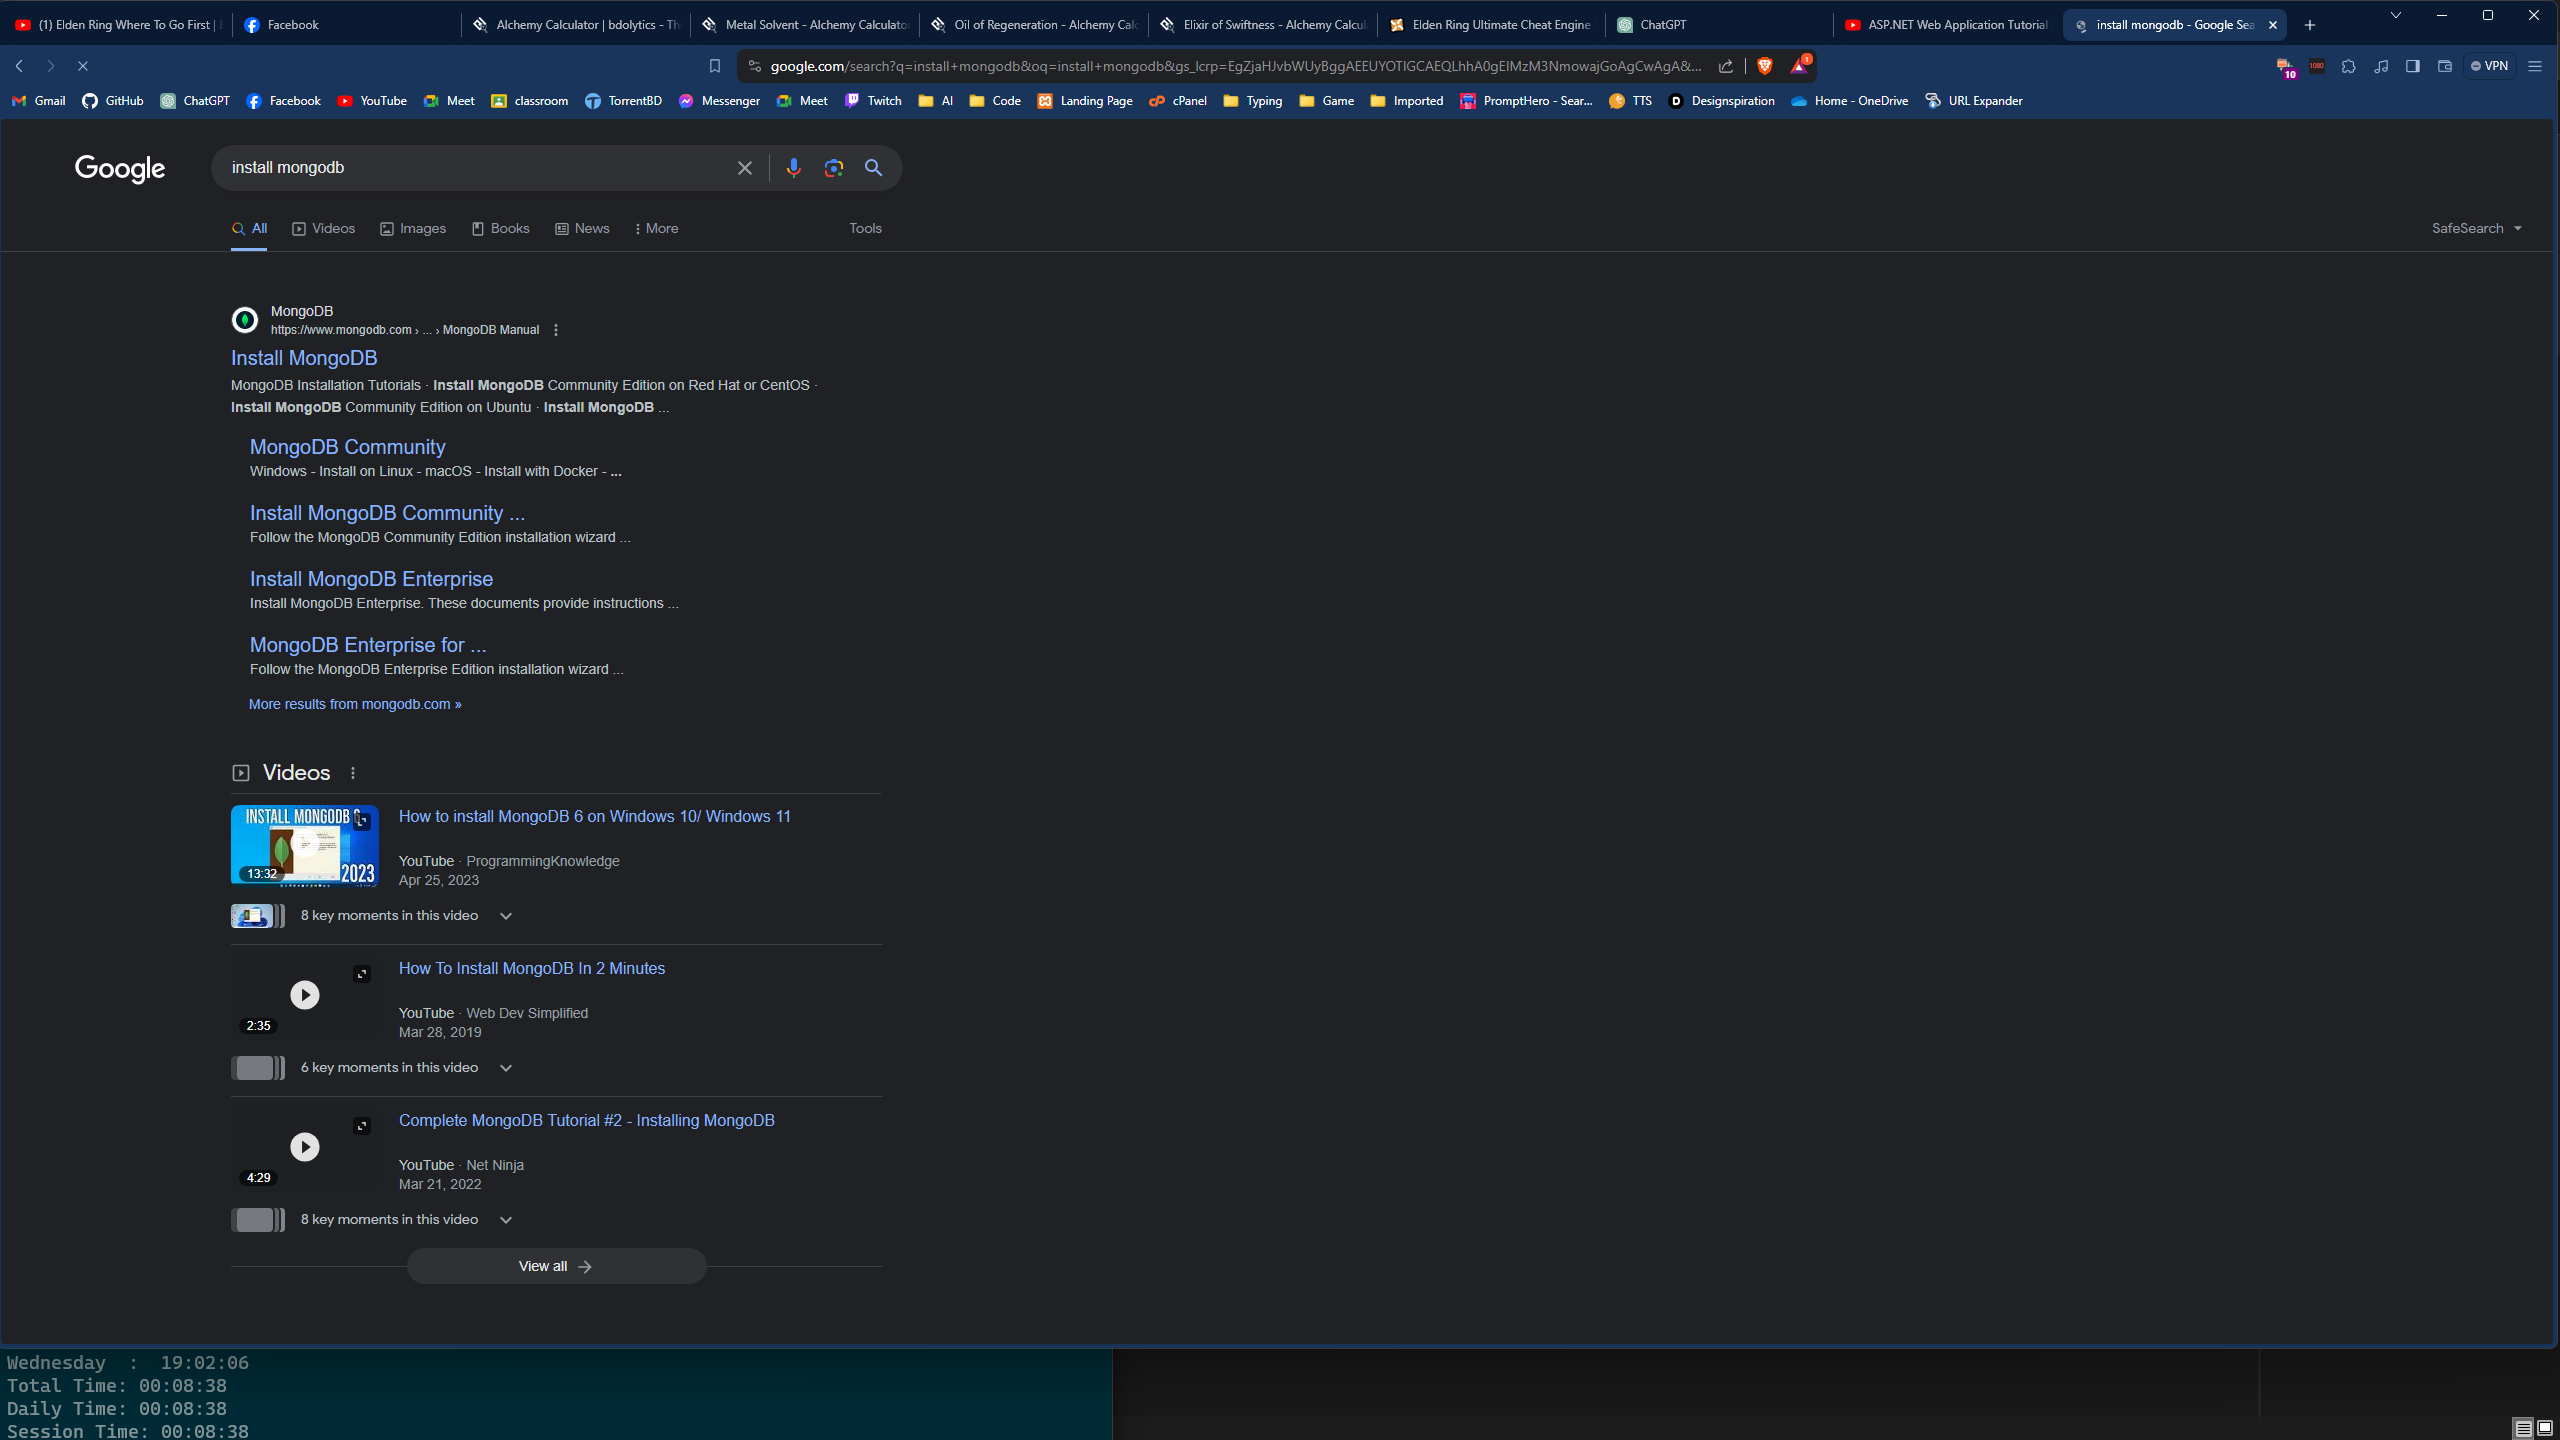 (1) Elden Ring Where To Go First |
Facebook
Alchemy Calculator | bdolytics - Th
Metal Solvent - Alchemy Calculato
Oil of Regeneration - Alchemy Calc
Elixir of Swiftness - Alchemy Calcul
Elden Ring Ultimate Cheat Engine
ChatGPT
ASP.NET Web Application Tutorial
install mongodb - Google Sea
google.com/search?q=install+mongodb&oq=install+mongodb&gs_lcrp=EgZjaHJvbWUyBggAEEUYOTIGCAEQLhhA0gEIMzM3NmowajGoAgCwAgA&...
1
10
1080
VPN
Gmail
GitHub
ChatGPT
Facebook
YouTube
Meet
classroom
TorrentBD
Messenger
Meet
Twitch
AI
Code
Landing Page
cPanel
Typing
Game
Imported
PromptHero - Sear...
TTS
Designspiration
Home - OneDrive
URL Expander
Google
install mongodb
All
Videos
Images
Books
News
More
Tools
SafeSearch
MongoDB
https://www.mongodb.com › ... › MongoDB Manual
Install MongoDB
MongoDB Installation Tutorials · Install MongoDB Community Edition on Red Hat or CentOS ·
Install MongoDB Community Edition on Ubuntu · Install MongoDB ...
MongoDB Community
Windows - Install on Linux - macOS - Install with Docker - ...
Install MongoDB Community ...
Follow the MongoDB Community Edition installation wizard ...
Install MongoDB Enterprise
Install MongoDB Enterprise. These documents provide instructions ...
MongoDB Enterprise for ...
Follow the MongoDB Enterprise Edition installation wizard ...
More results from mongodb.com »
Videos
INSTALL MONGODB 6
2023
13:32
How to install MongoDB 6 on Windows 10/ Windows 11
YouTube · ProgrammingKnowledge
Apr 25, 2023
8 key moments in this video
2:35
How To Install MongoDB In 2 Minutes
YouTube · Web Dev Simplified
Mar 28, 2019
6 key moments in this video
4:29
Complete MongoDB Tutorial #2 - Installing MongoDB
YouTube · Net Ninja
Mar 21, 2022
8 key moments in this video
View all
Wednesday : 19:02:06
Total Time: 00:08:38
Daily Time: 00:08:38
Session Time: 00:08:38